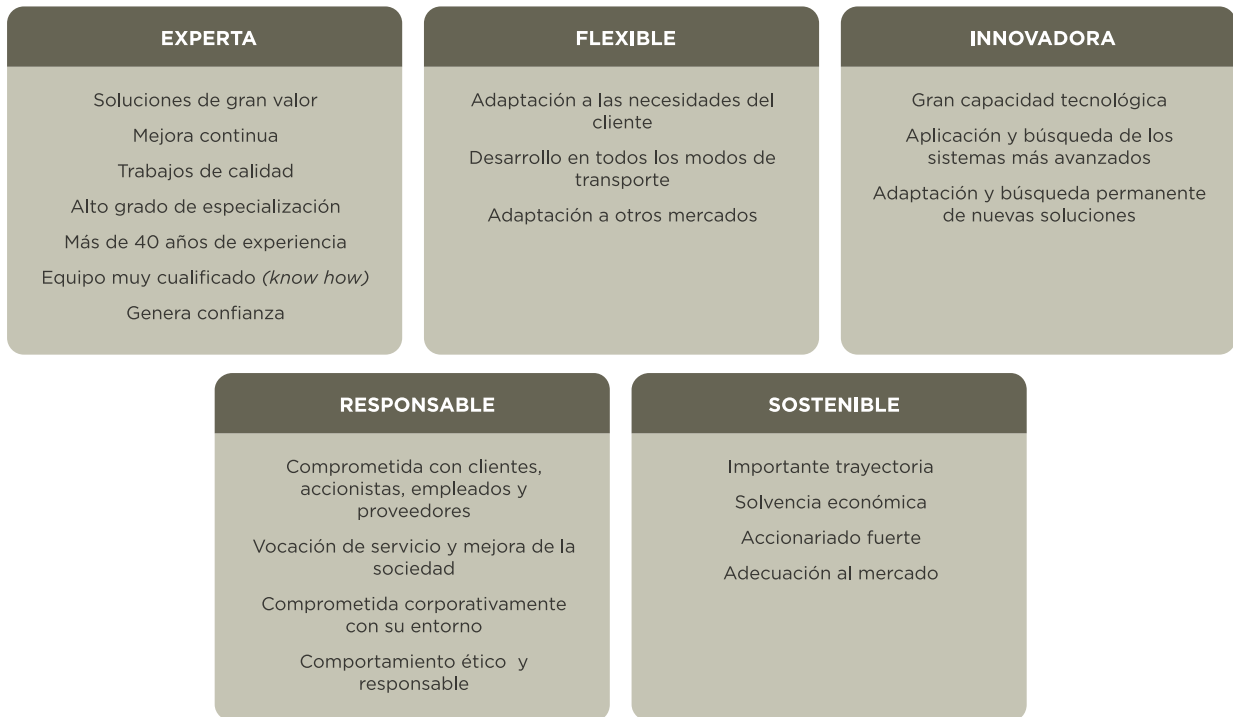 EXPERTA
Soluciones de gran valor
Mejora continua
Trabajos de calidad
Alto grado de especialización
Más de 40 años de experiencia
Equipo muy cualificado (know how)
Genera confianza
FLEXIBLE
Adaptación a las necesidades del
cliente
Desarrollo en todos los modos de
transporte
Adaptación a otros mercados
INNOVADORA
Gran capacidad tecnológica
Aplicación y búsqueda de los
sistemas más avanzados
Adaptación y búsqueda permanente
de nuevas soluciones
RESPONSABLE
Comprometida con clientes,
accionistas, empleados y
proveedores
Vocación de servicio y mejora de la
sociedad
Comprometida corporativamente
con su entorno
Comportamiento ético y
responsable
SOSTENIBLE
Importante trayectoria
Solvencia económica
Accionariado fuerte
Adecuación al mercado